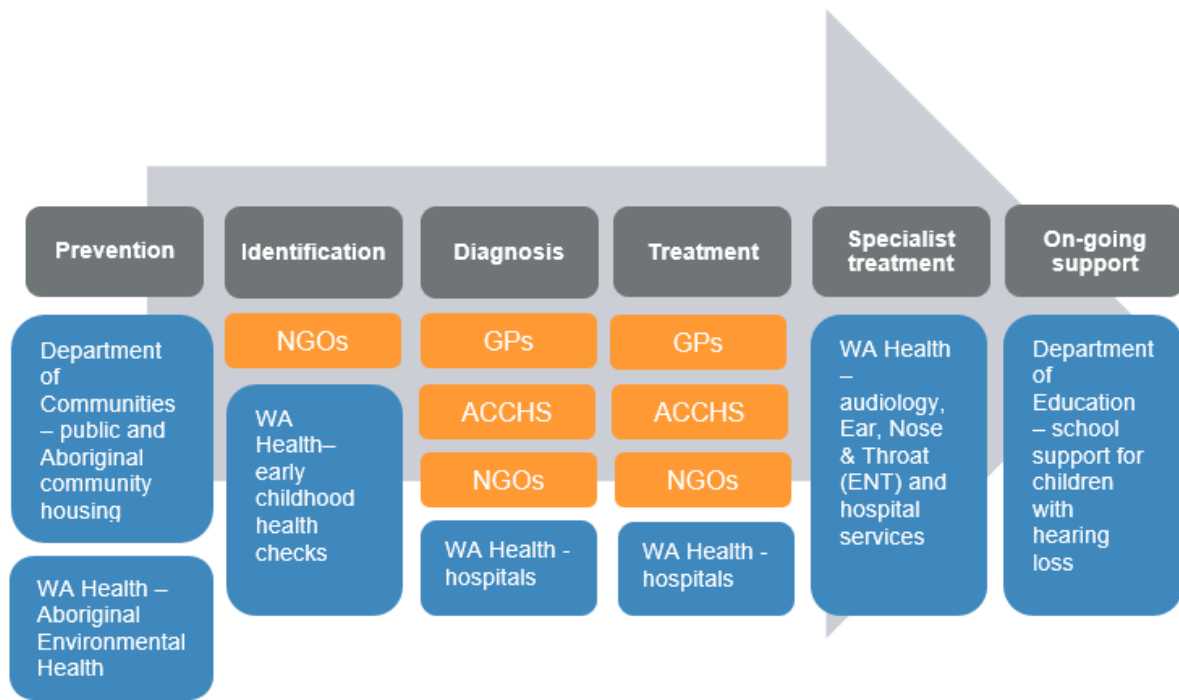 Prevention
Identification
Diagnosis
Treatment
Specialist
treatment
On-going
support
Department
of
Communities
– public and
Aboriginal
community
housing
WA Health –
Aboriginal
Environmental
Health
NGOs
WA
Health–
early
childhood
health
checks
GPs
ACCHS
NGOs
WA Health -
hospitals
GPs
ACCHS
NGOs
WA Health -
hospitals
WA Health
–
audiology,
Ear, Nose
& Throat
(ENT) and
hospital
services
Department
of
Education
– school
support for
children
with
hearing
loss